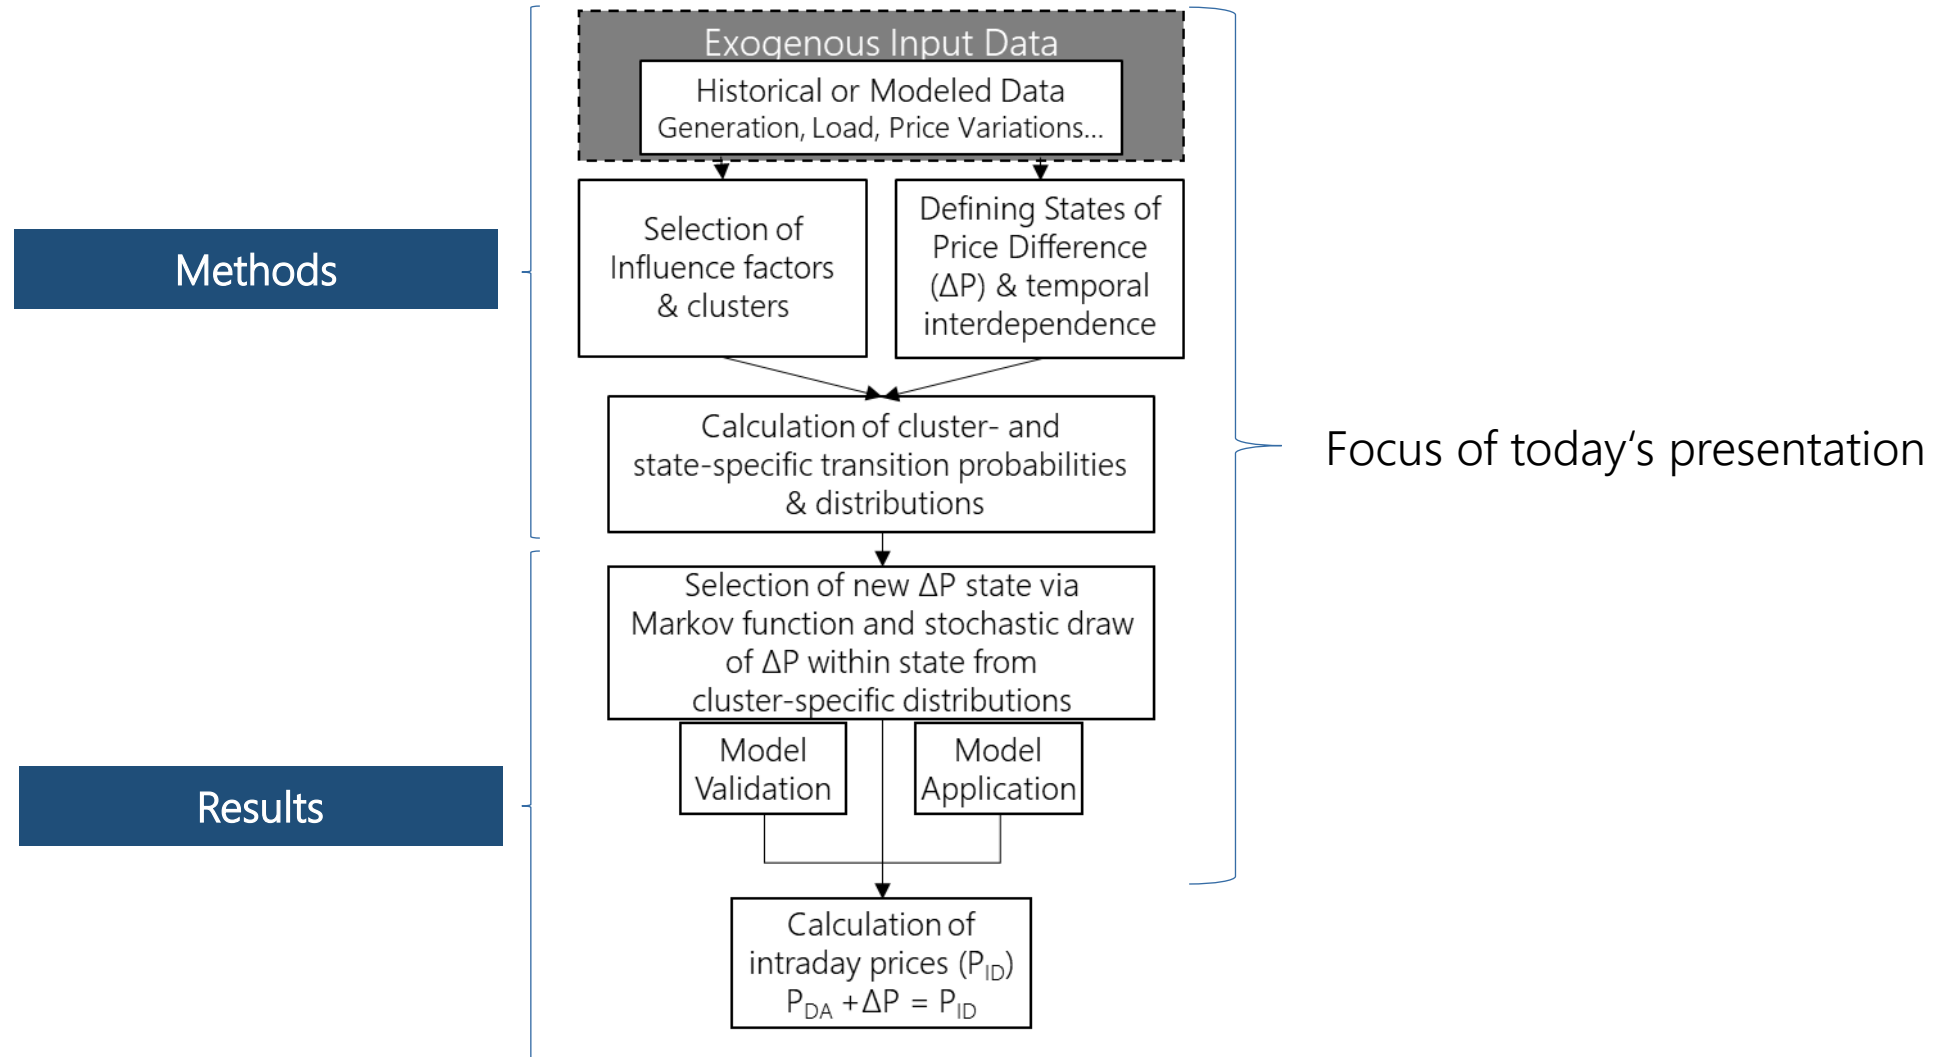 Exogenous Input Data
Historical or Modeled Data
Generation, Load, Price Variations...
Methods
Selection of
Influence factors
& clusters
Defining States of
Price Difference
(ΔP) & temporal
interdependence
Calculation of cluster- and
state-specific transition probabilities
& distributions
Focus of today‘s presentation
Selection of new ΔP state via
Markov function and stochastic draw
of ΔP within state from
cluster-specific distributions
Results
Model
Validation
Model
Application
Calculation of
intraday prices (P_ID)
P_DA + ΔP = P_ID